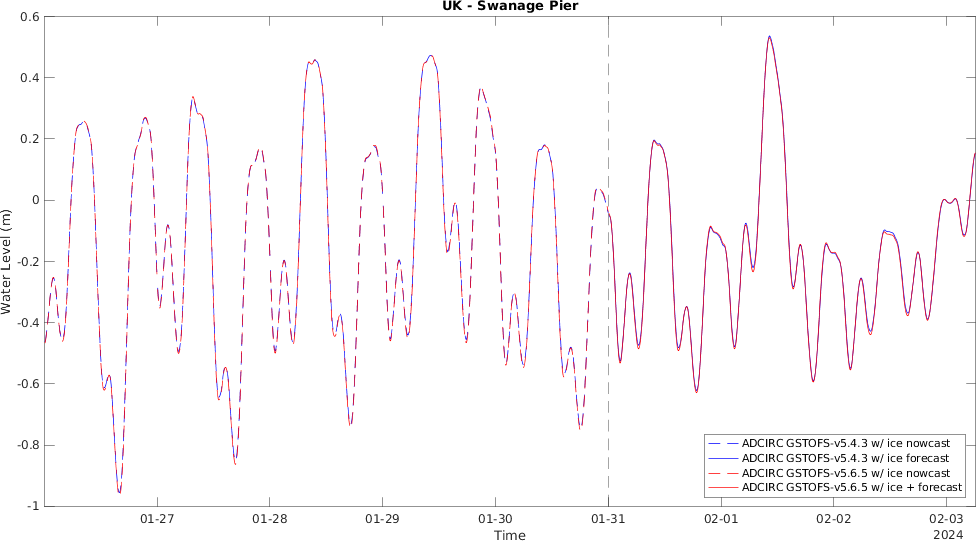 UK - Swanage Pier
0.6
0.4
0.2
0
-0.2
-0.4
-0.6
-0.8
-1
Water Level (m)
01-27
01-28
01-29
01-30
01-31
02-01
02-02
02-03
Time
2024
ADCIRC GSTOFS-v5.4.3 w/ ice nowcast
ADCIRC GSTOFS-v5.4.3 w/ ice forecast
ADCIRC GSTOFS-v5.6.5 w/ ice nowcast
ADCIRC GSTOFS-v5.6.5 w/ ice + forecast